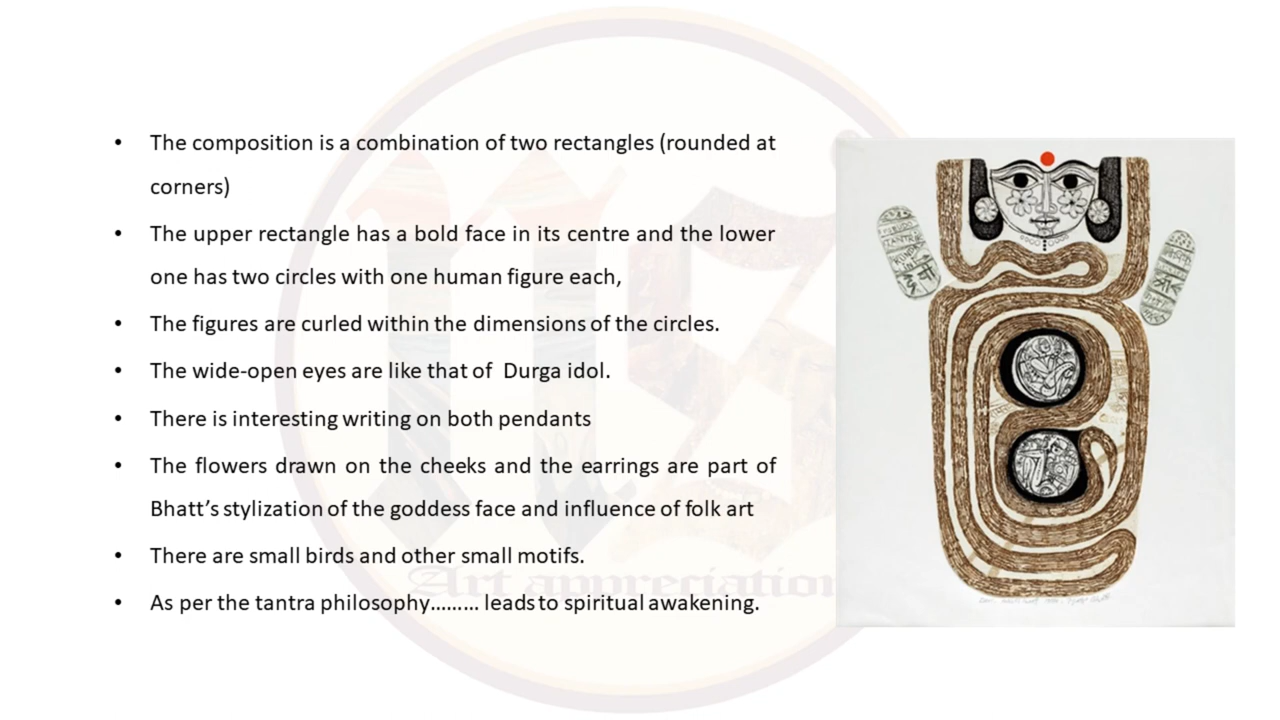 • The composition is a combination of two rectangles (rounded at
corners)
• The upper rectangle has a bold face in its centre and the lower
one has two circles with one human figure each,
• The figures are curled within the dimensions of the circles.
• The wide-open eyes are like that of Durga idol.
• There is interesting writing on both pendants
• The flowers drawn on the cheeks and the earrings are part of
Bhatt’s stylization of the goddess face and influence of folk art
• There are small birds and other small motifs.
• As per the tantra philosophy……… leads to spiritual awakening.
Art appreciation
PSEUDO
TANTRA
देवी
श्री